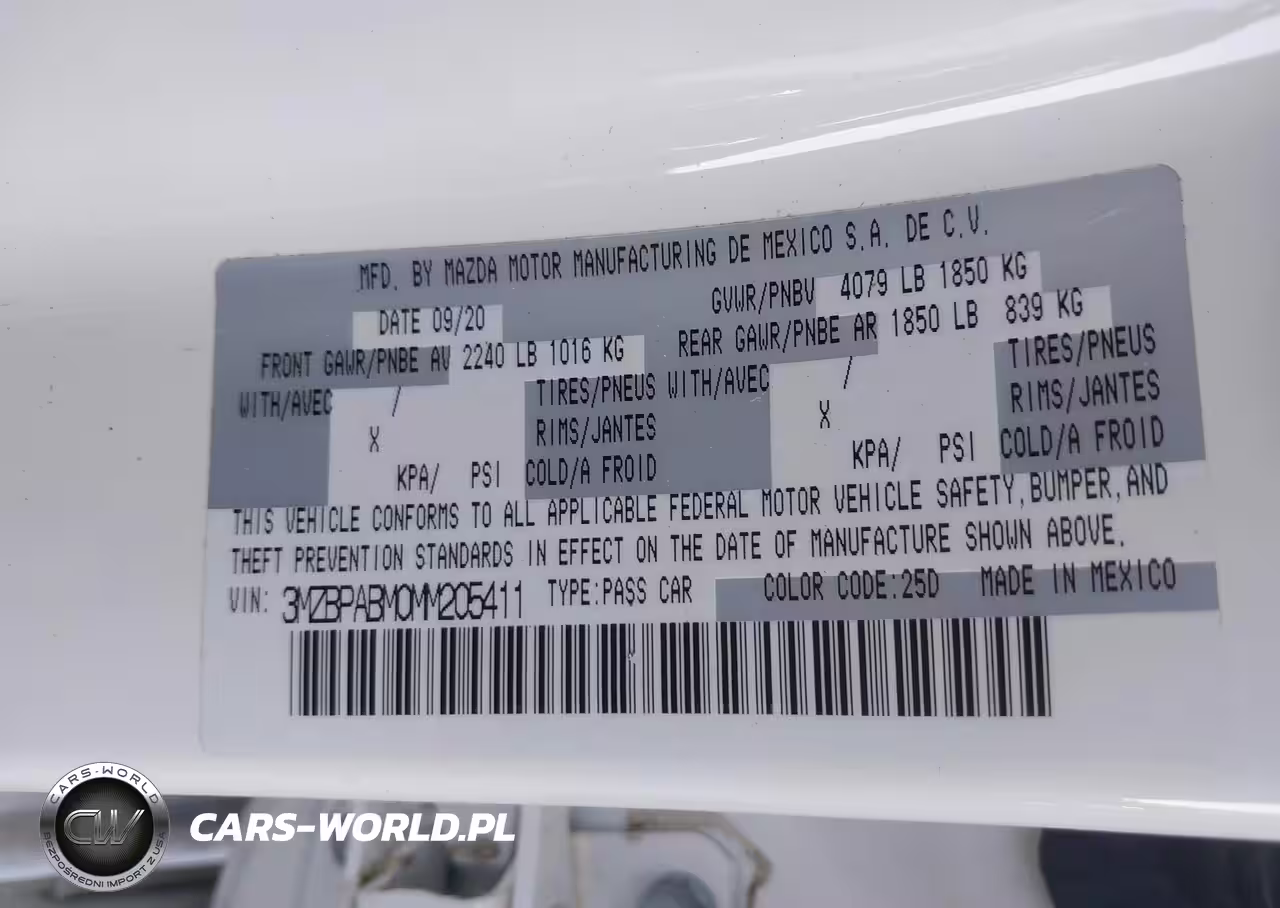 MFD. BY MAZDA MOTOR MANUFACTURING DE MEXICO S.A. DE C.V.
DATE 09/20 GVWR/PNBV 4079 LB 1850 KG
FRONT GAWR/PNBE AV 2240 LB 1016 KG REAR GAWR/PNBE AR 1850 LB 839 KG
WITH/AVEC / TIRES/PNEUS WITH/AVEC / TIRES/PNEUS
X RIMS/JANTES X RIMS/JANTES
KPA/ PSI COLD/A FROID KPA/ PSI COLD/A FROID
THIS VEHICLE CONFORMS TO ALL APPLICABLE FEDERAL MOTOR VEHICLE SAFETY, BUMPER, AND
THEFT PREVENTION STANDARDS IN EFFECT ON THE DATE OF MANUFACTURE SHOWN ABOVE.
VIN: 3MZBPABM0MM205411 TYPE:PASS CAR COLOR CODE:25D MADE IN MEXICO
CARS-WORLD
CW
BEZPOŚREDNI IMPORT Z USA
CARS-WORLD.PL